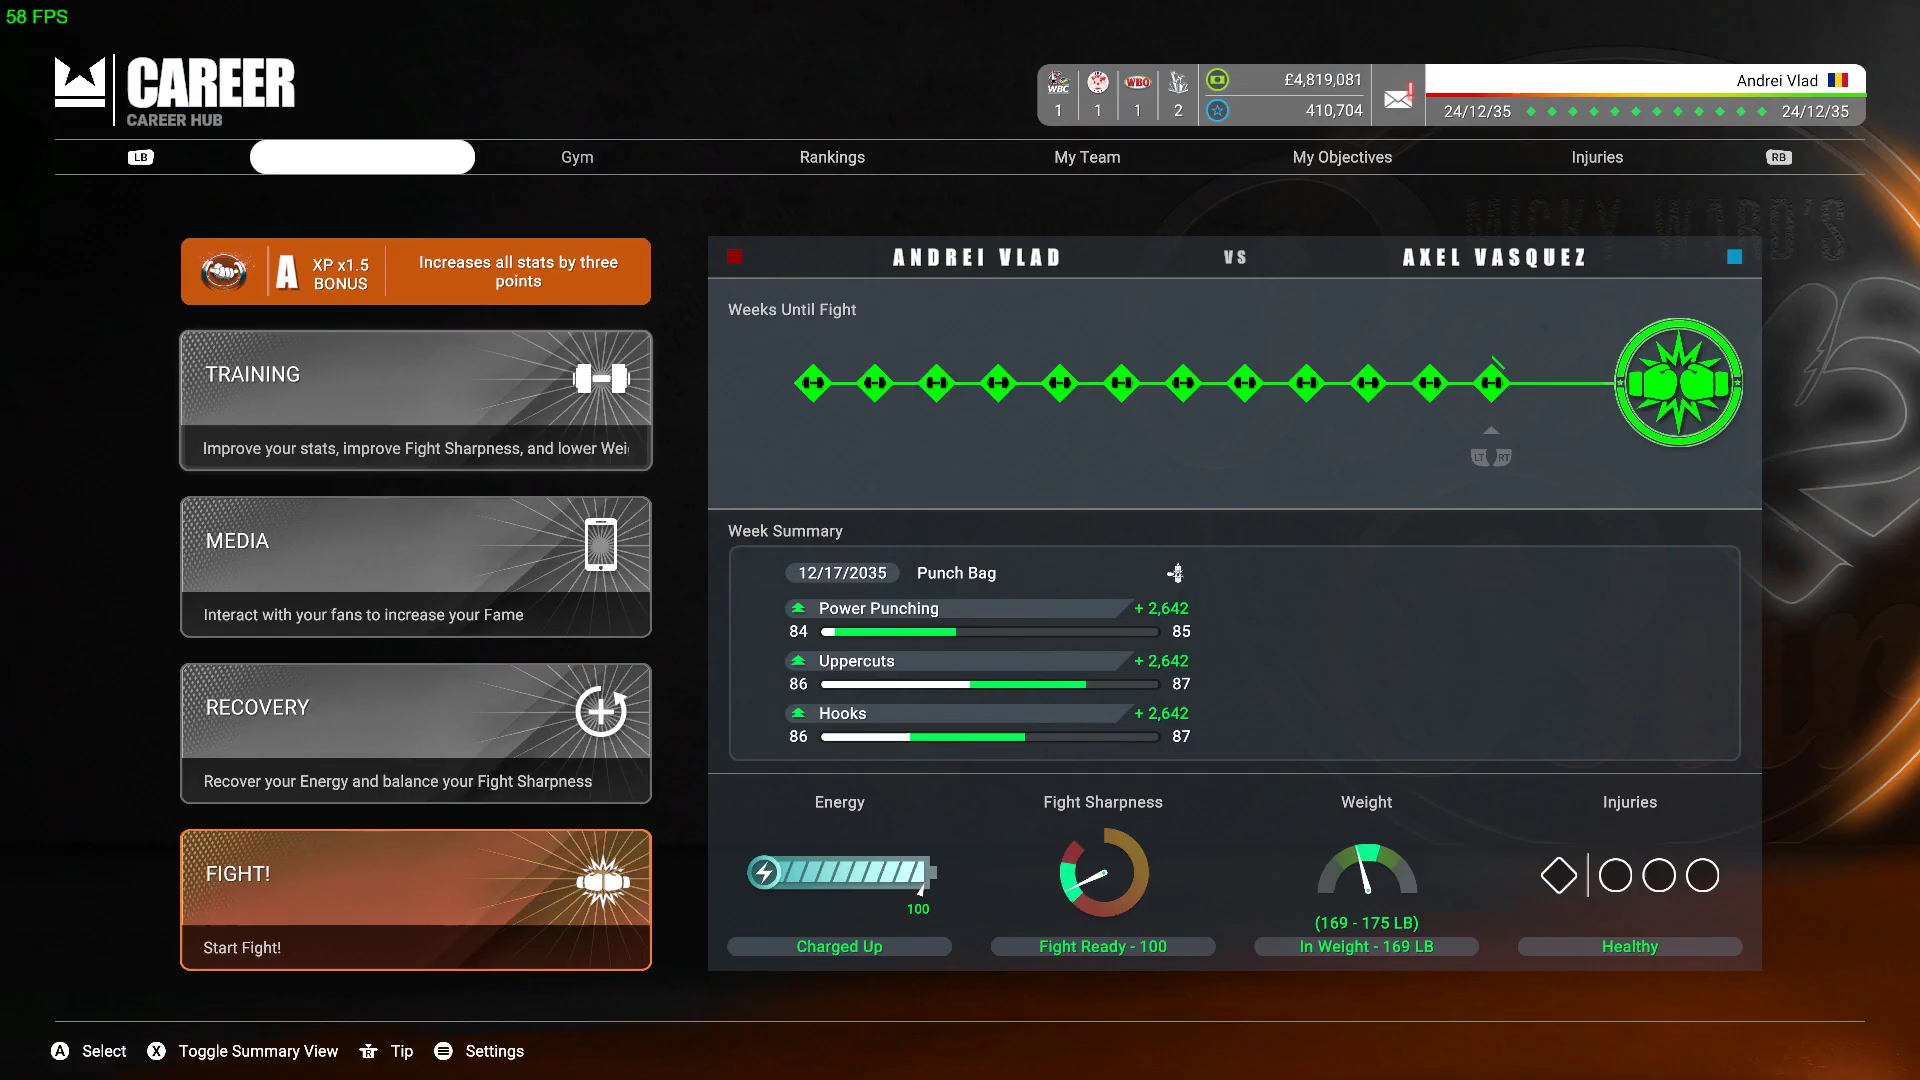 58 FPS
CAREER
CAREER HUB
WBC
WBO
1
1
1
2
£4,819,081
410,704
Andrei Vlad
24/12/35
24/12/35
LB
Gym
Rankings
My Team
My Objectives
Injuries
RB
A
XP x1.5
BONUS
Increases all stats by three
points
TRAINING
Improve your stats, improve Fight Sharpness, and lower Wei
MEDIA
Interact with your fans to increase your Fame
RECOVERY
Recover your Energy and balance your Fight Sharpness
FIGHT!
Start Fight!
ANDREI VLAD
VS
AXEL VASQUEZ
Weeks Until Fight
LT RT
Week Summary
12/17/2035 Punch Bag
Power Punching + 2,642
84 85
Uppercuts + 2,642
86 87
Hooks + 2,642
86 87
Energy
100
Charged Up
Fight Sharpness
Fight Ready - 100
Weight
(169 - 175 LB)
In Weight - 169 LB
Injuries
Healthy
A Select X Toggle Summary View R Tip Settings